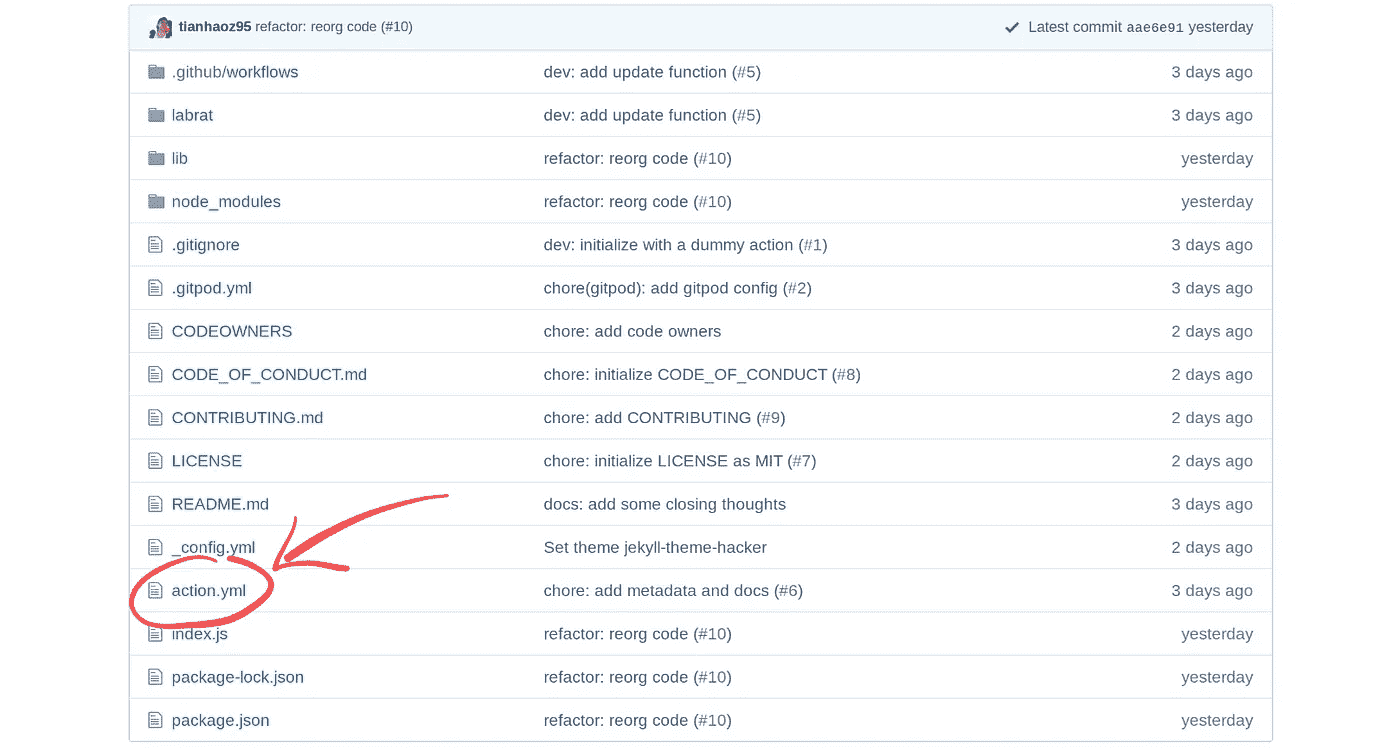 tianhaoz95 refactor: reorg code (#10) Latest commit aae6e91 yesterday
.github/workflows dev: add update function (#5) 3 days ago
labrat dev: add update function (#5) 3 days ago
lib refactor: reorg code (#10) yesterday
node_modules refactor: reorg code (#10) yesterday
.gitignore dev: initialize with a dummy action (#1) 3 days ago
.gitpod.yml chore(gitpod): add gitpod config (#2) 3 days ago
CODEOWNERS chore: add code owners 2 days ago
CODE_OF_CONDUCT.md chore: initialize CODE_OF_CONDUCT (#8) 2 days ago
CONTRIBUTING.md chore: add CONTRIBUTING (#9) 2 days ago
LICENSE chore: initialize LICENSE as MIT (#7) 2 days ago
README.md docs: add some closing thoughts 3 days ago
_config.yml Set theme jekyll-theme-hacker 2 days ago
action.yml chore: add metadata and docs (#6) 3 days ago
index.js refactor: reorg code (#10) yesterday
package-lock.json refactor: reorg code (#10) yesterday
package.json refactor: reorg code (#10) yesterday